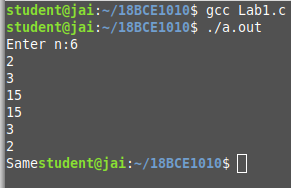 student@jai:~/18BCE1010$ gcc Lab1.c
student@jai:~/18BCE1010$ ./a.out
Enter n:6
2
3
15
15
3
2
Samestudent@jai:~/18BCE1010$